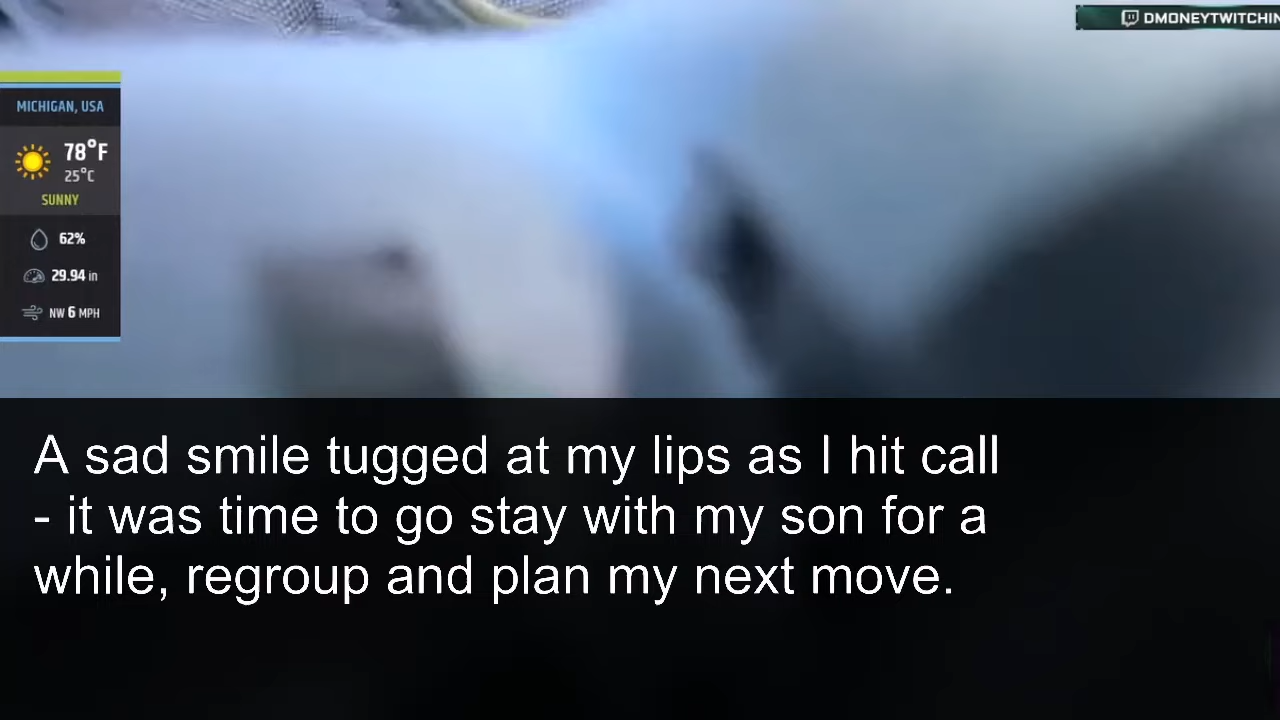 DMONEYTWITCHIN
MICHIGAN, USA
78°F
25°C
SUNNY
62%
29.94 in
NW 6 MPH
A sad smile tugged at my lips as I hit call
- it was time to go stay with my son for a
while, regroup and plan my next move.